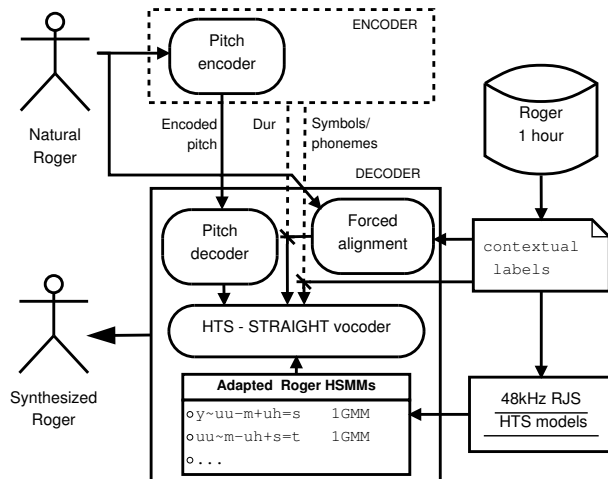 ENCODER
Pitch
encoder
Natural
Roger
Encoded
pitch
Dur
Symbols/
phonemes
Roger
1 hour
DECODER
Pitch
decoder
Forced
alignment
contextual
labels
HTS - STRAIGHT vocoder
Synthesized
Roger
Adapted Roger HSMMs
y~uu-m+uh=s 1GMM
uu~m-uh+s=t 1GMM
...
48kHz RJS
HTS models